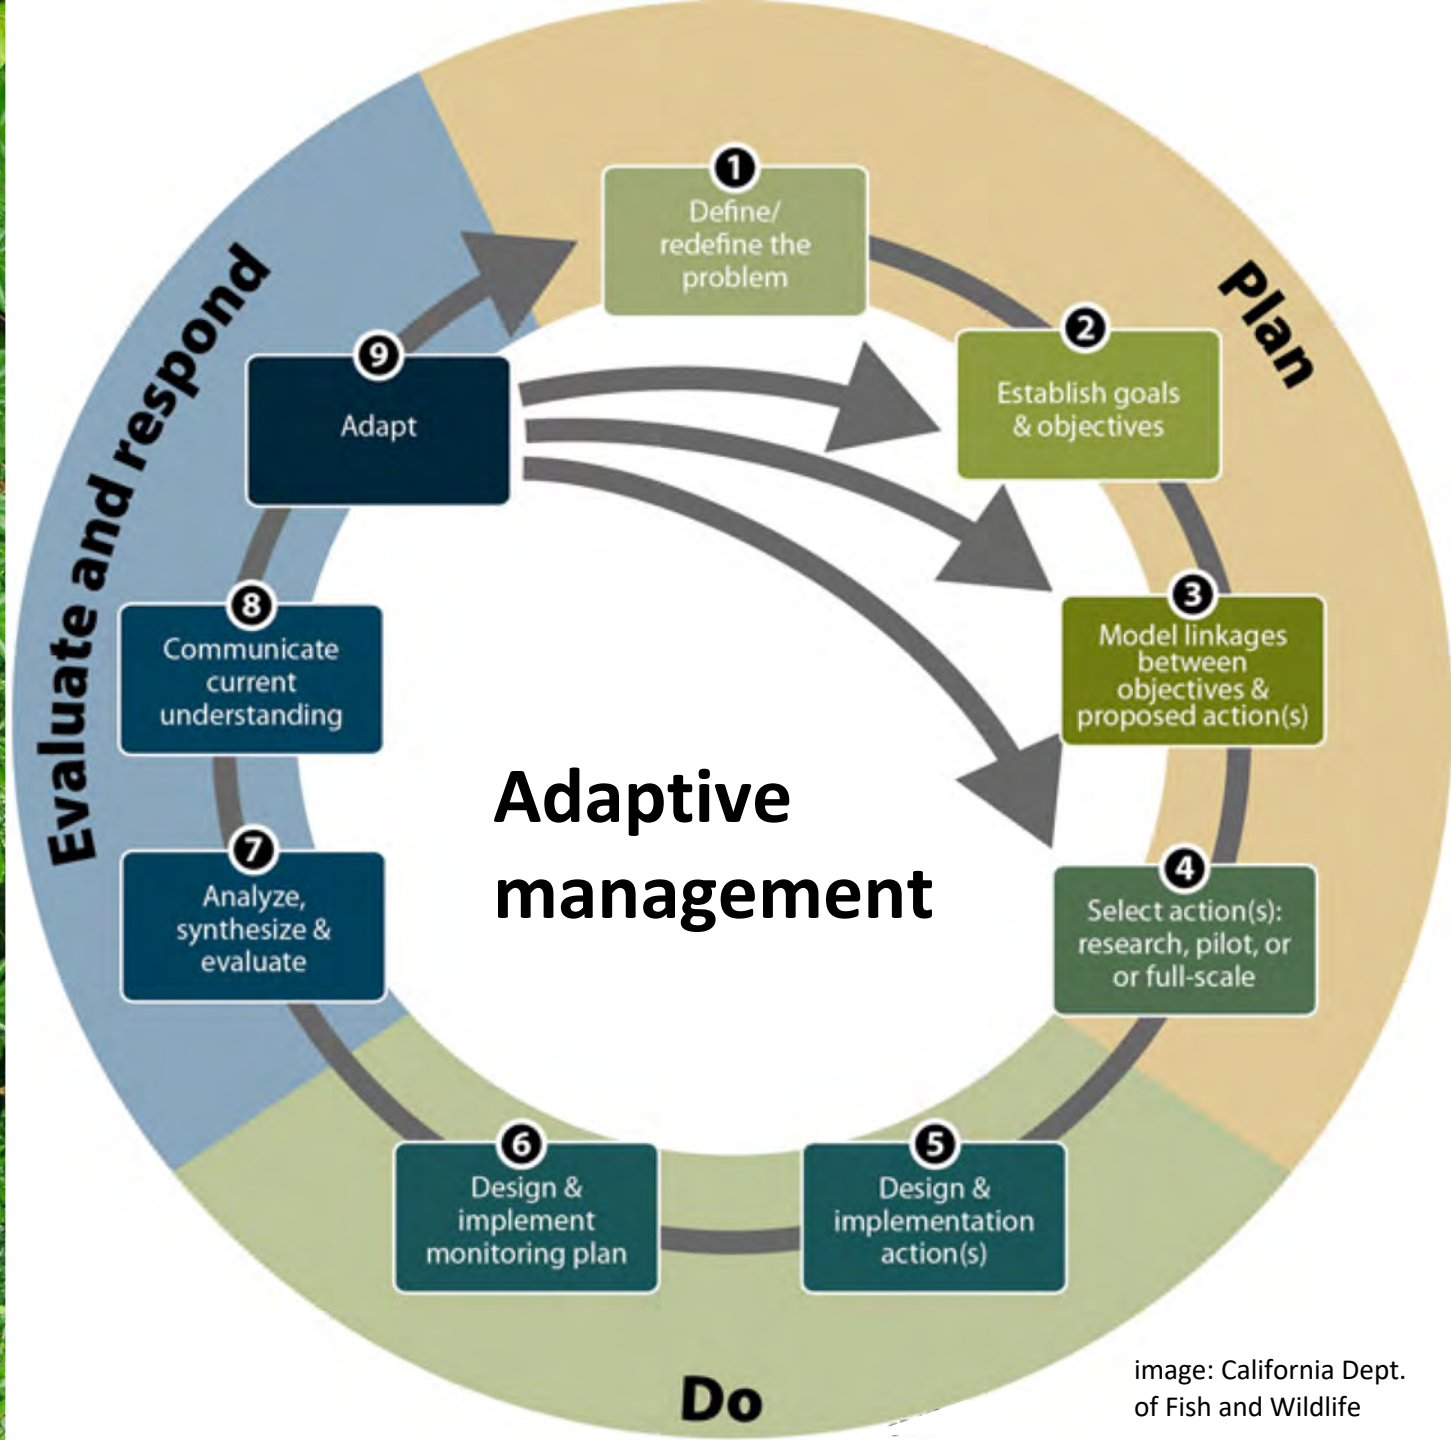 1
Define/
redefine the
problem
2
Establish goals
& objectives
3
Model linkages
between
objectives &
proposed action(s)
4
Select action(s):
research, pilot, or
or full-scale
5
Design &
implementation
action(s)
6
Design &
implement
monitoring plan
7
Analyze,
synthesize &
evaluate
8
Communicate
current
understanding
9
Adapt
Plan
Do
Evaluate and respond
Adaptive
management
image: California Dept.
of Fish and Wildlife